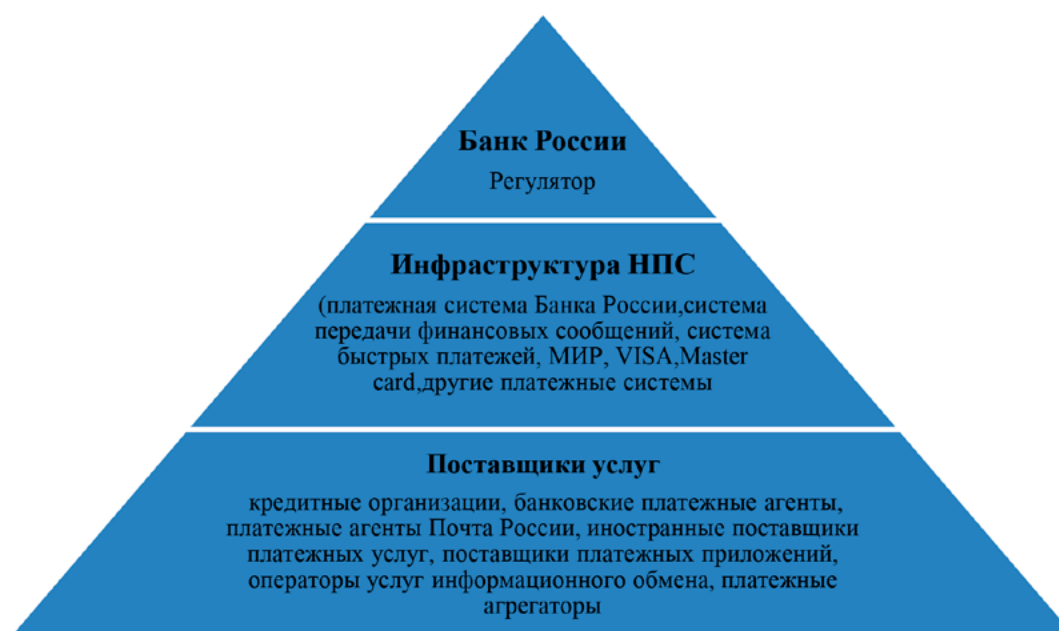 Банк России
Регулятор
Инфраструктура НПС
(платежная система Банка России,система
передачи финансовых сообщений, система
быстрых платежей, МИР, VISA,Master
card,другие платежные системы
Поставщики услуг
кредитные организации, банковские платежные агенты,
платежные агенты Почта России, иностранные поставщики
платежных услуг, поставщики платежных приложений,
операторы услуг информационного обмена, платежные
агрегаторы